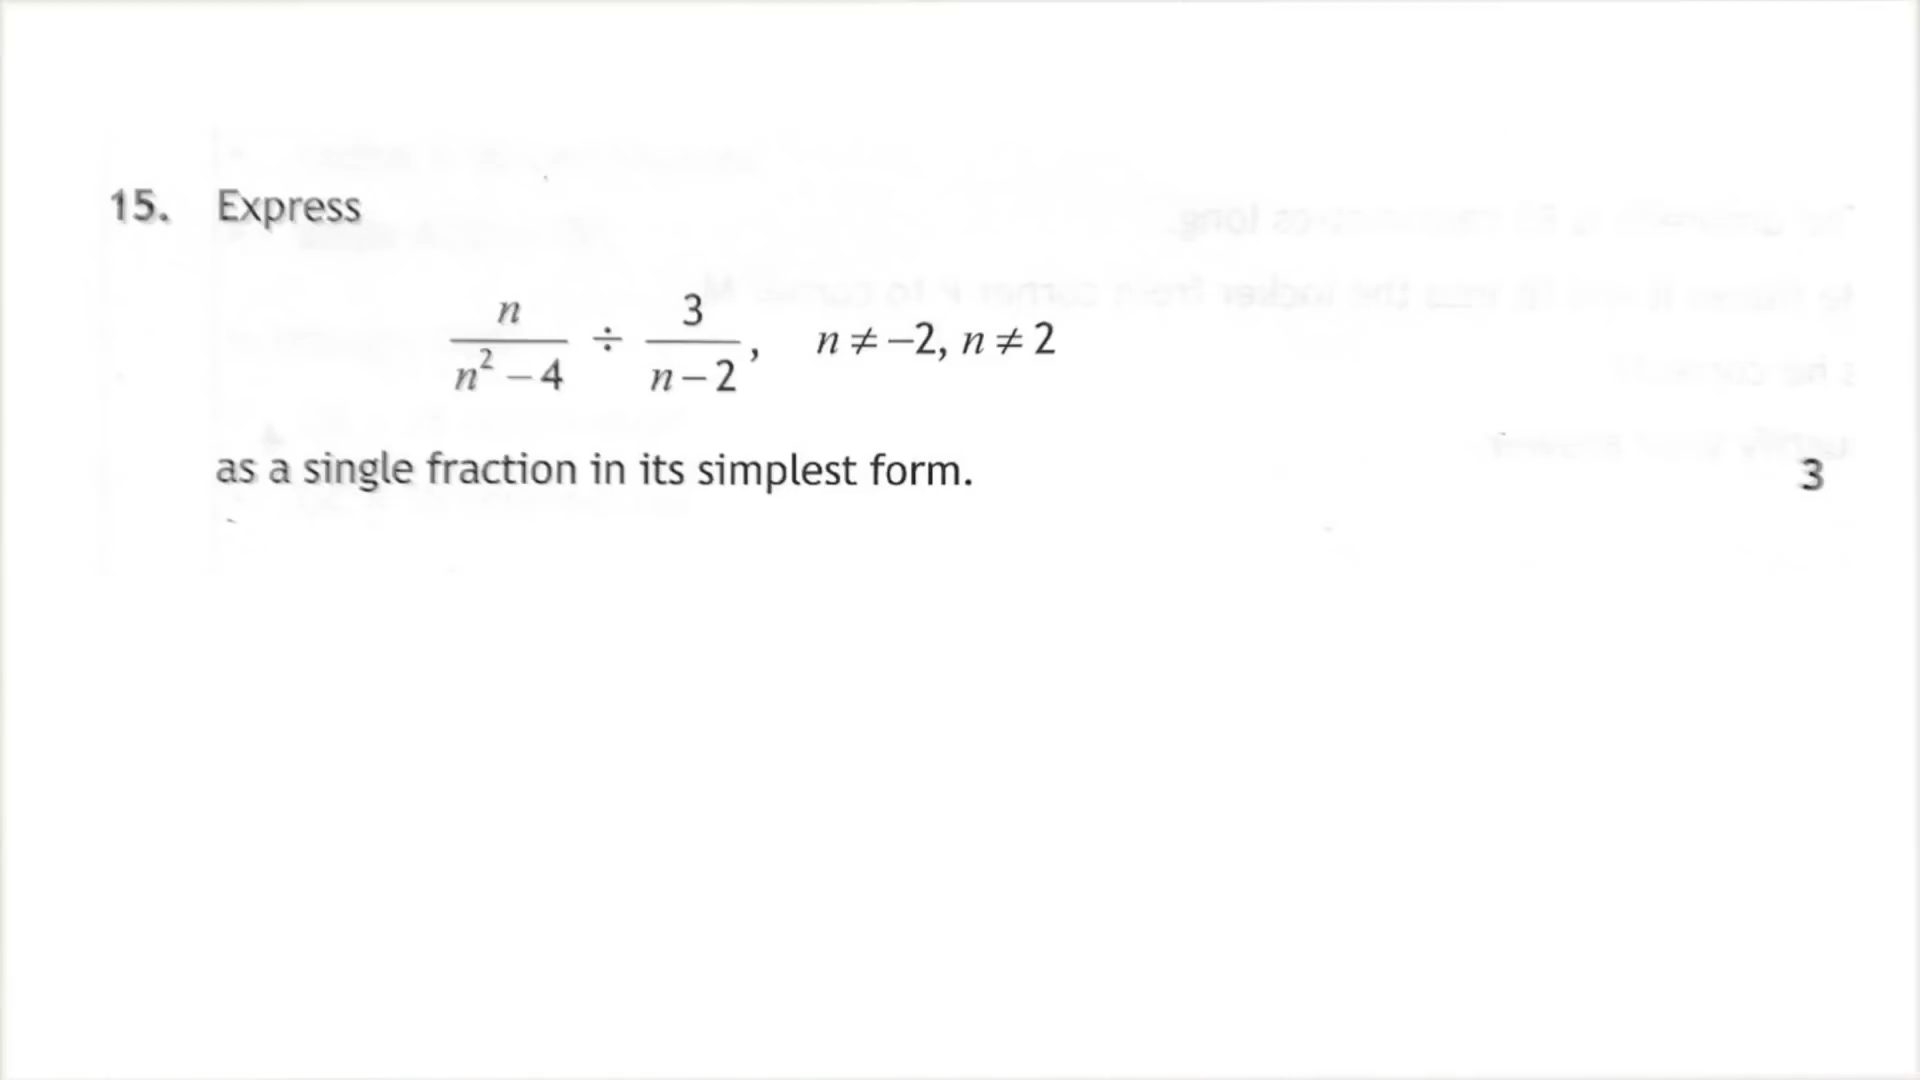 15. Express
n/(n² – 4) ÷ 3/(n – 2), n ≠ –2, n ≠ 2
as a single fraction in its simplest form. 3